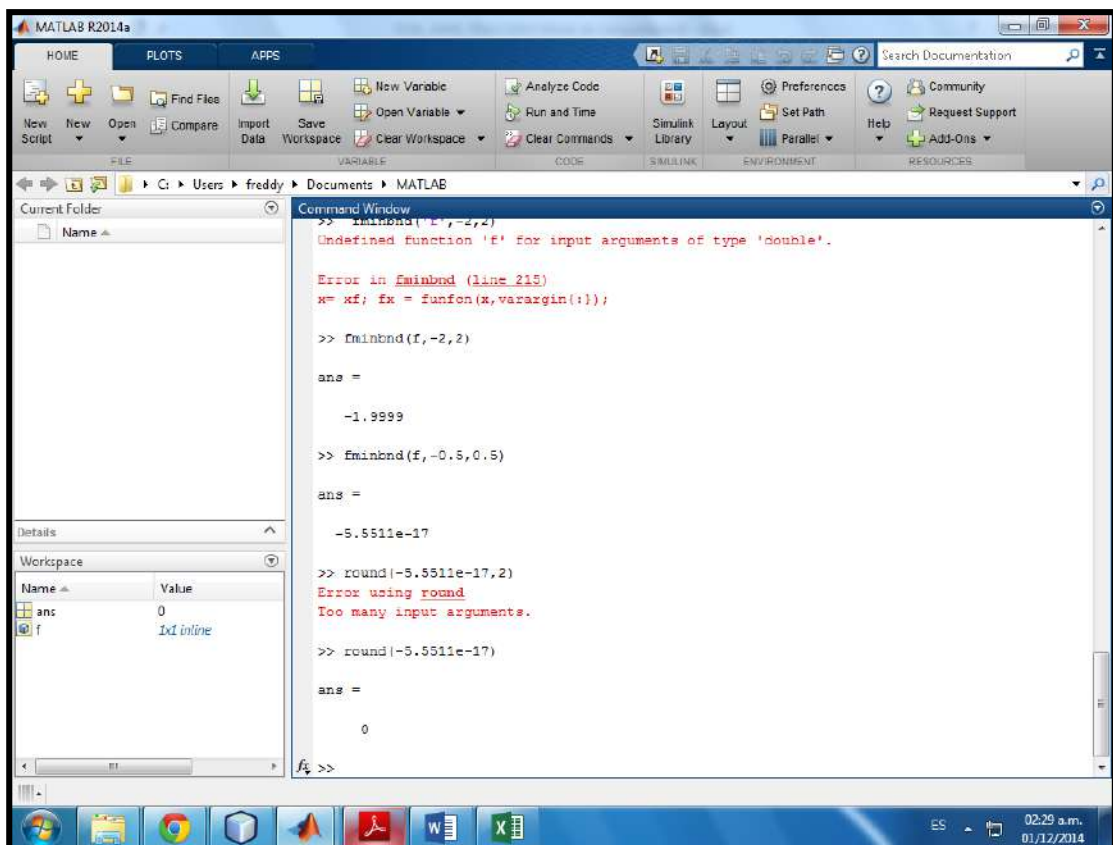 MATLAB R2014a
HOME PLOTS APPS
Search Documentation
New Script
New
Open
Find Files
Compare
Import Data
Save Workspace
New Variable
Open Variable
Clear Workspace
Analyze Code
Run and Time
Clear Commands
Simulink Library
Layout
Preferences
Set Path
Parallel
Help
Community
Request Support
Add-Ons
FILE VARIABLE CODE SIMULINK ENVIRONMENT RESOURCES
C: Users freddy Documents MATLAB
Current Folder
Name
Details
Workspace
Name Value
ans 0
f 1x1 inline
Command Window
>> fminbnd('f',-2,2)
Undefined function 'f' for input arguments of type 'double'.
Error in fminbnd (line 215)
x= xf; fx = funfcn(x,varargin{:});
>> fminbnd(f,-2,2)
ans =
-1.9999
>> fminbnd(f,-0.5,0.5)
ans =
-5.5511e-17
>> round(-5.5511e-17,2)
Error using round
Too many input arguments.
>> round(-5.5511e-17)
ans =
0
fx >>
ES
02:29 a.m.
01/12/2014